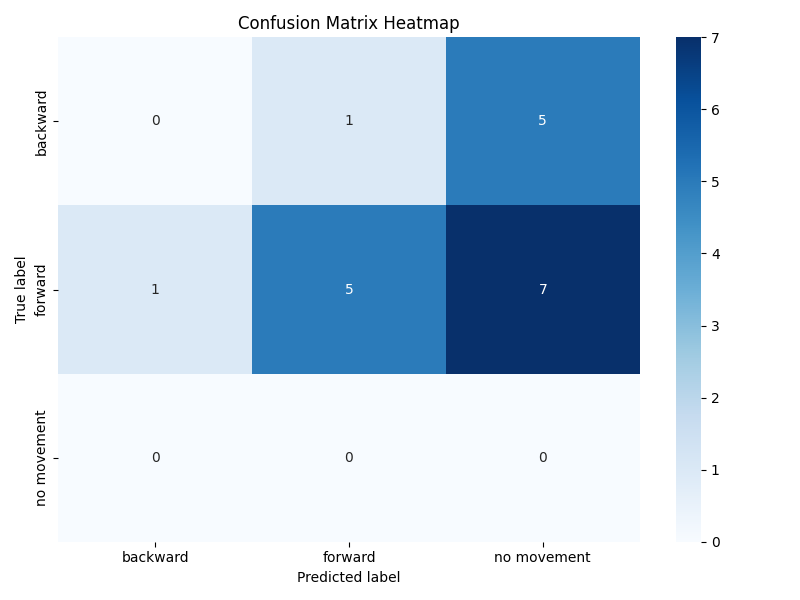 Confusion Matrix Heatmap
True label
backward
forward
no movement
0 1 5
1 5 7
0 0 0
backward forward no movement
Predicted label
7
6
5
4
3
2
1
0